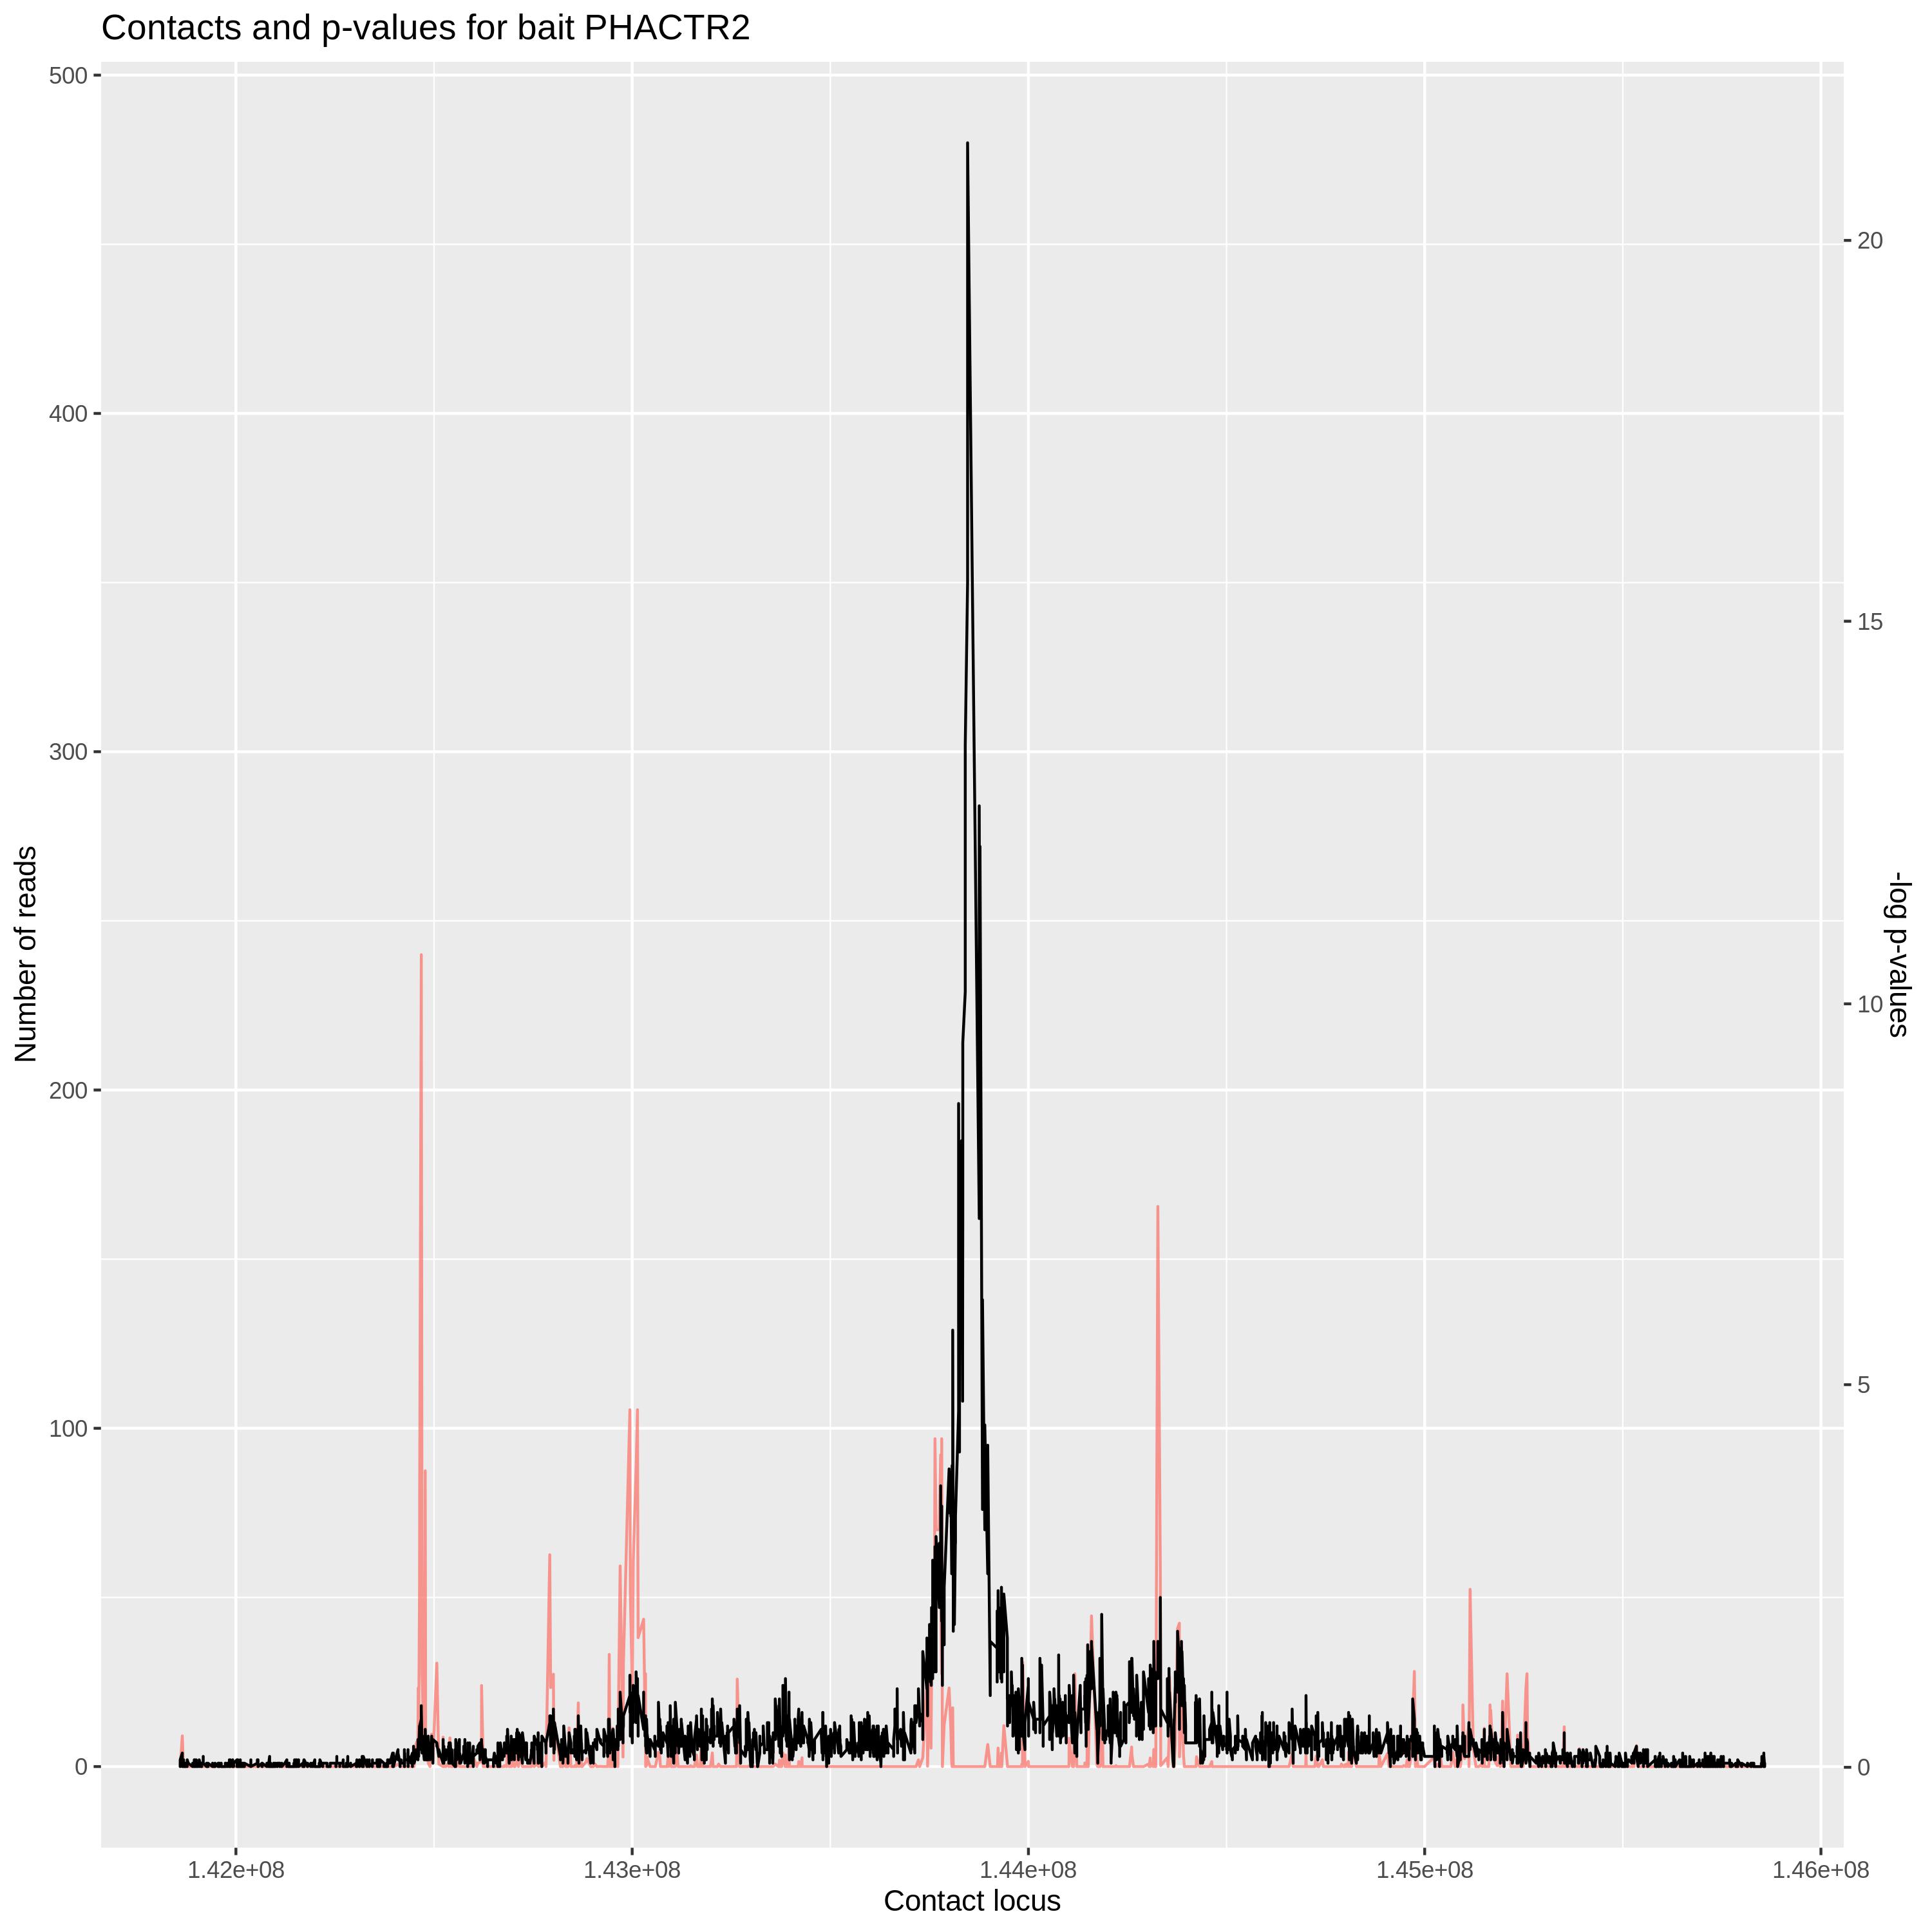 Contacts and p-values for bait PHACTR2
500
400
300
200
100
0
Number of reads
20
15
10
5
0
-log p-values
1.42e+08
1.43e+08
1.44e+08
1.45e+08
1.46e+08
Contact locus